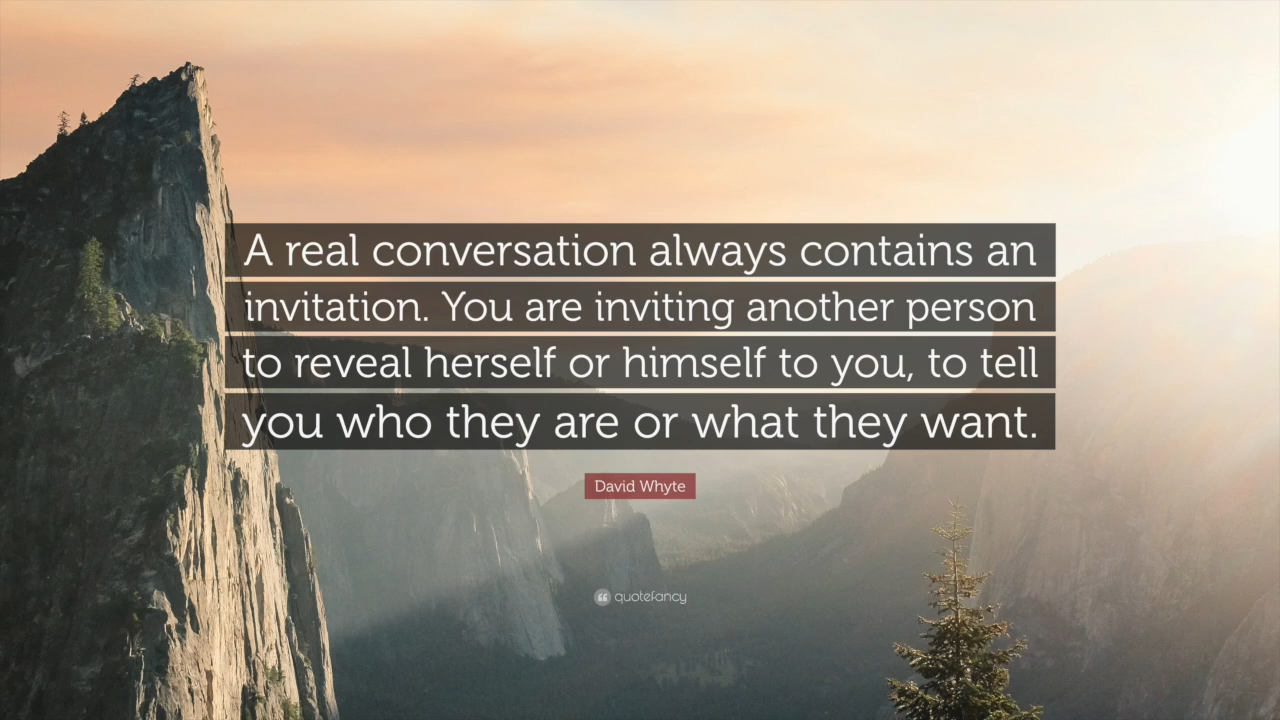 A real conversation always contains an
invitation. You are inviting another person
to reveal herself or himself to you, to tell
you who they are or what they want.
David Whyte
quotefancy